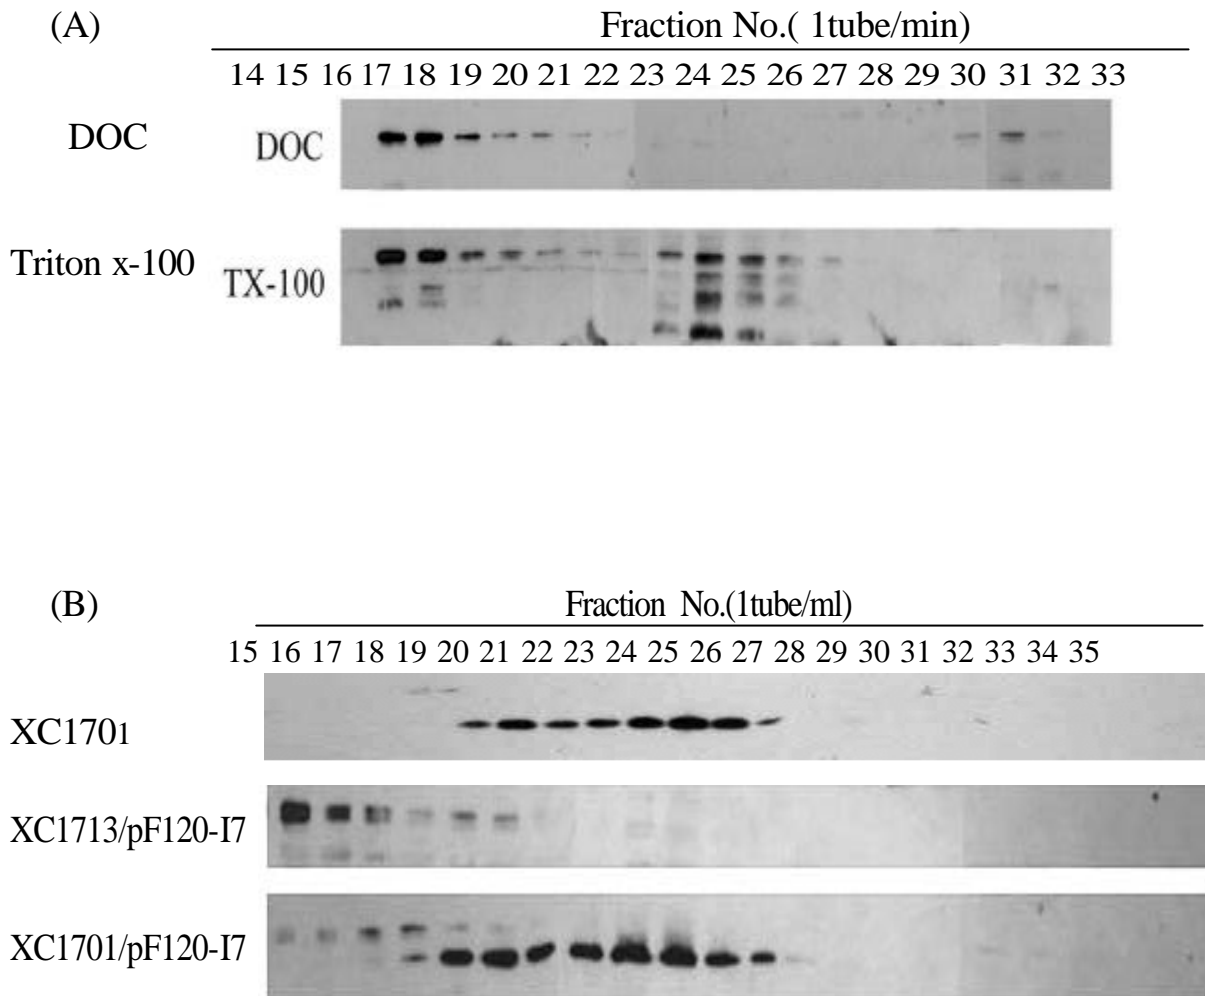 (A)
Fraction No.( 1tube/min)
14 15 16 17 18 19 20 21 22 23 24 25 26 27 28 29 30 31 32 33
DOC DOC
Triton x-100 TX-100
(B)
Fraction No.(1tube/ml)
15 16 17 18 19 20 21 22 23 24 25 26 27 28 29 30 31 32 33 34 35
XC1701
XC1713/pF120-I7
XC1701/pF120-I7